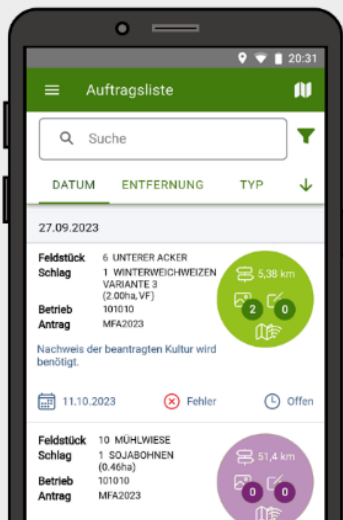 20:31
Auftragsliste
Suche
DATUM ENTFERNUNG TYP
27.09.2023
Feldstück 6 UNTERER ACKER
Schlag 1 WINTERWEICHWEIZEN
VARIANTE 3
(2.00ha, VF)
5,38 km
Betrieb 101010
2 0
Antrag MFA2023
Nachweis der beantragten Kultur wird
benötigt.
11.10.2023 Fehler Offen
Feldstück 10 MÜHLWIESE
Schlag 1 SOJABOHNEN
(0.46ha)
51,4 km
Betrieb 101010
0 0
Antrag MFA2023